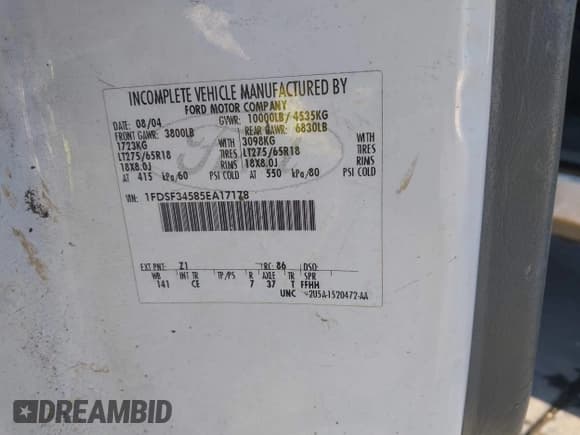 INCOMPLETE VEHICLE MANUFACTURED BY
FORD MOTOR COMPANY
DATE: 08/04 GVWR: 10000LB/ 4535KG
FRONT GAWR: 3800LB REAR GAWR: 6830LB
1723KG WITH 3098KG WITH
LT275/65R18 TIRES LT275/65R18 TIRES
18X8.0J RIMS 18X8.0J RIMS
AT 415 kPa/60 PSI COLD AT 550 kPa/80 PSI COLD
VIN: 1FDSF34585EA17178
EXT PNT: Z1 RC: 86 DSO:
WB INT TR TP/PS R AXLE TR SPR
141 CE 7 37 T FFHH
UNC 2U5A-1520472-AA
DREAMBID